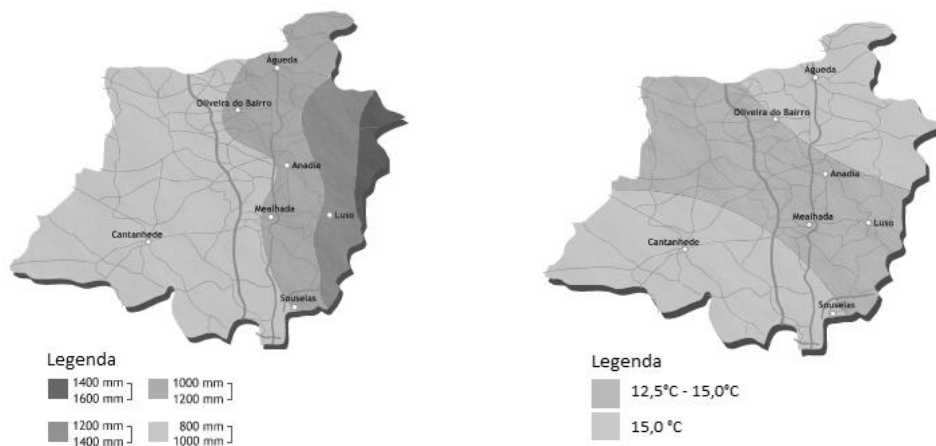 Águeda
Oliveira do Bairro
Anadia
Mealhada
Luso
Cantanhede
Souselas
Legenda
1400 mm
1600 mm
1000 mm
1200 mm
1200 mm
1400 mm
800 mm
1000 mm
Águeda
Oliveira do Bairro
Anadia
Mealhada
Luso
Cantanhede
Souselas
Legenda
12,5°C - 15,0°C
15,0 °C